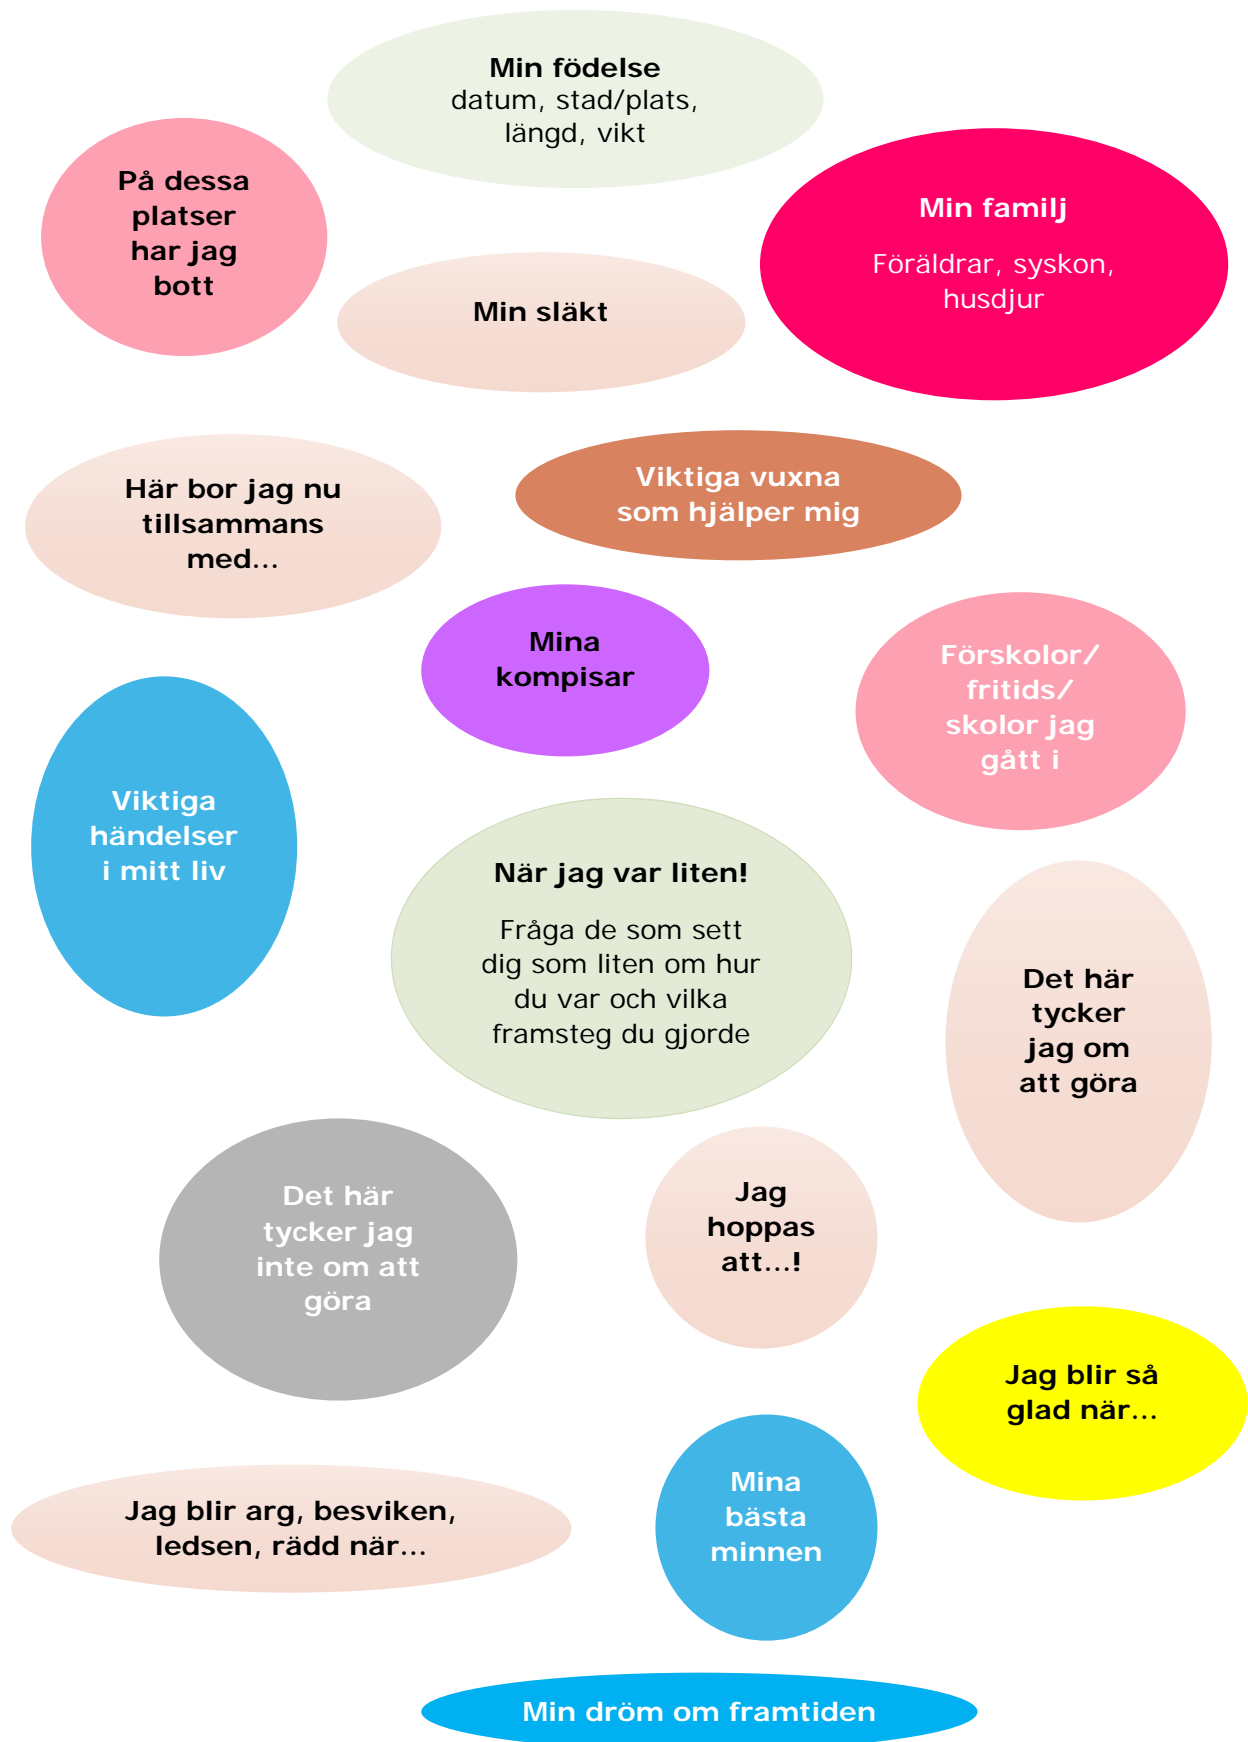 Min födelse
datum, stad/plats,
längd, vikt
På dessa
platser
har jag
bott
Min familj
Föräldrar, syskon,
husdjur
Min släkt
Här bor jag nu
tillsammans
med...
Viktiga vuxna
som hjälper mig
Mina
kompisar
Förskolor/
fritids/
skolor jag
gått i
Viktiga
händelser
i mitt liv
När jag var liten!
Fråga de som sett
dig som liten om hur
du var och vilka
framsteg du gjorde
Det här
tycker
jag om
att göra
Det här
tycker jag
inte om att
göra
Jag
hoppas
att...!
Jag blir så
glad när...
Jag blir arg, besviken,
ledsen, rädd när...
Mina
bästa
minnen
Min dröm om framtiden